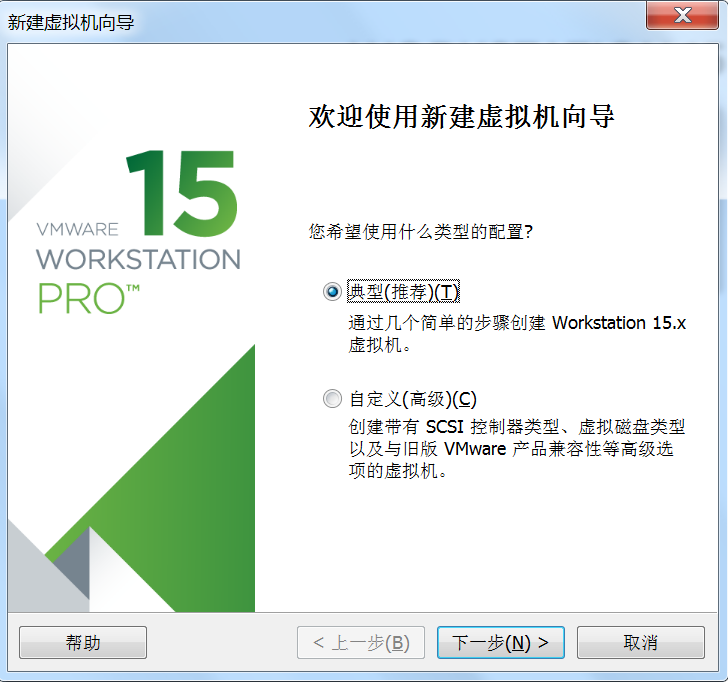 新建虚拟机向导
欢迎使用新建虚拟机向导
15
VMWARE
WORKSTATION
PRO™
您希望使用什么类型的配置?
典型(推荐)(T)
通过几个简单的步骤创建 Workstation 15.x
虚拟机。
自定义(高级)(C)
创建带有 SCSI 控制器类型、虚拟磁盘类型
以及与旧版 VMware 产品兼容性等高级选
项的虚拟机。
帮助
< 上一步(B)
下一步(N) >
取消